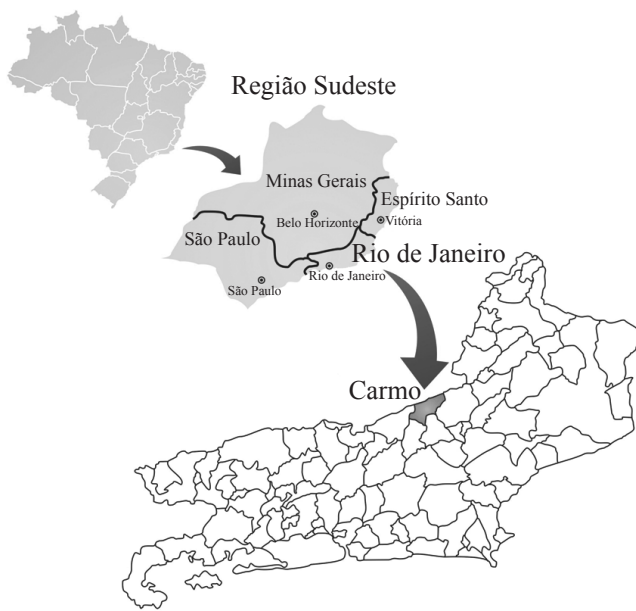 Região Sudeste
Minas Gerais
Espírito Santo
Belo Horizonte
Vitória
São Paulo
Rio de Janeiro
Rio de Janeiro
São Paulo
Carmo